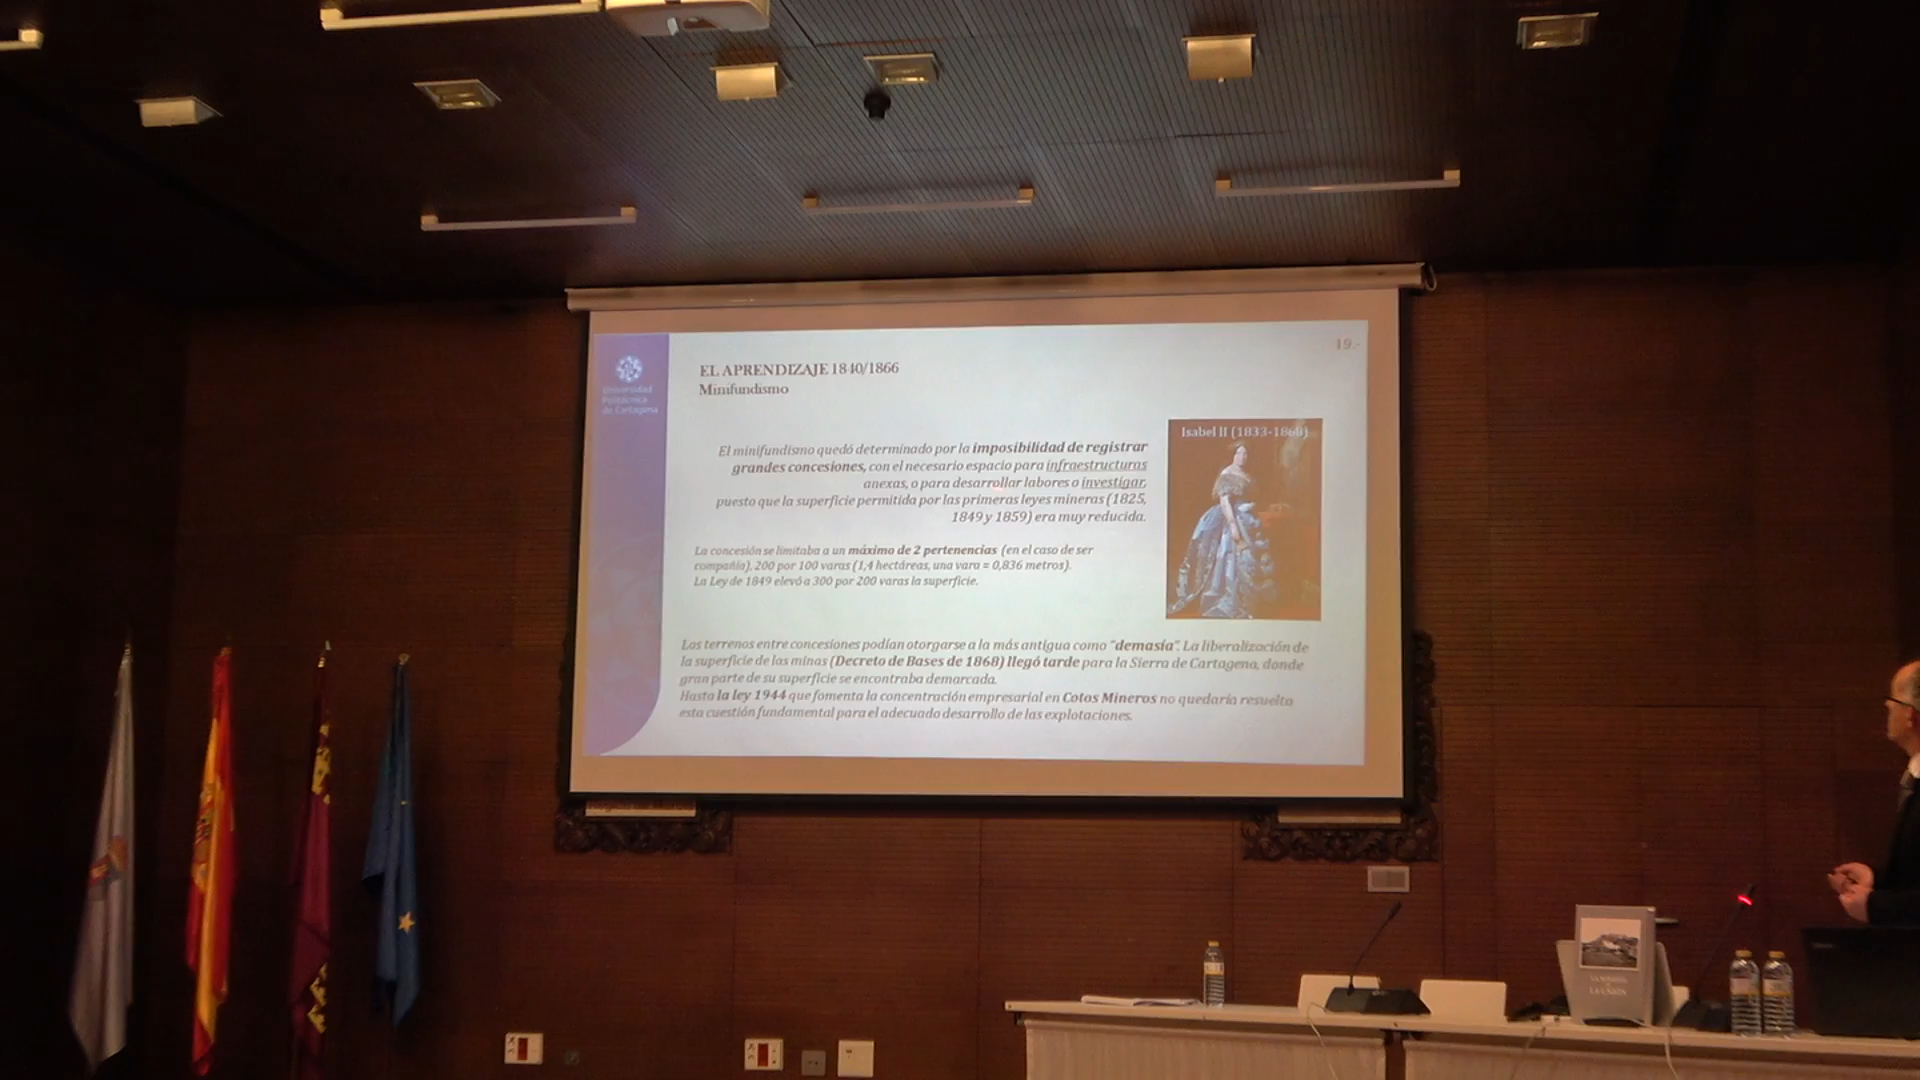 19.-
Universidad
Politécnica
de Cartagena
EL APRENDIZAJE 1840/1866
Minifundismo
Isabel II (1833-1868)
El minifundismo quedó determinado por la imposibilidad de registrar
grandes concesiones, con el necesario espacio para infraestructuras
anexas, o para desarrollar labores o investigar,
puesto que la superficie permitida por las primeras leyes mineras (1825,
1849 y 1859) era muy reducida.
La concesión se limitaba a un máximo de 2 pertenencias (en el caso de ser
compañía), 200 por 100 varas (1,4 hectáreas, una vara = 0,836 metros).
La Ley de 1849 elevó a 300 por 200 varas la superficie.
Los terrenos entre concesiones podían otorgarse a la más antigua como "demasía". La liberalización de
la superficie de las minas (Decreto de Bases de 1868) llegó tarde para la Sierra de Cartagena, donde
gran parte de su superficie se encontraba demarcada.
Hasta la ley 1944 que fomenta la concentración empresarial en Cotos Mineros no quedaría resuelta
esta cuestión fundamental para el adecuado desarrollo de las explotaciones.
LA UNIÓN